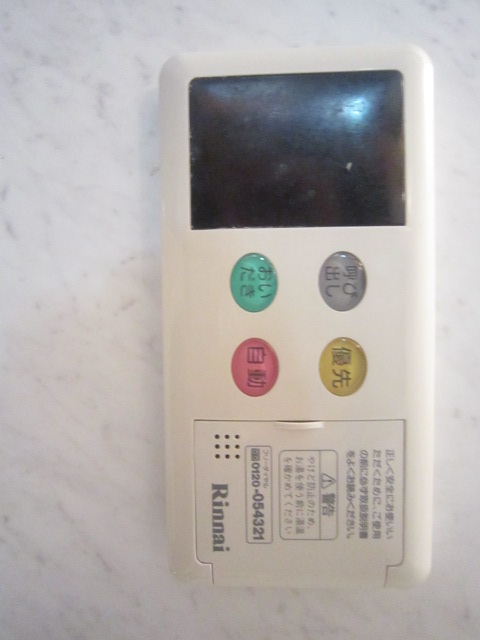 呼び
出し
優先
おい
だき
自動
正しく安全にお使いい
ただくために、ご使用
の前に必ず取扱説明書
をよくお読みください。
警告
やけど防止のため、
お湯を使う前に湯温
を確かめてください
フリーダイヤル
0120-054321
Rinnai